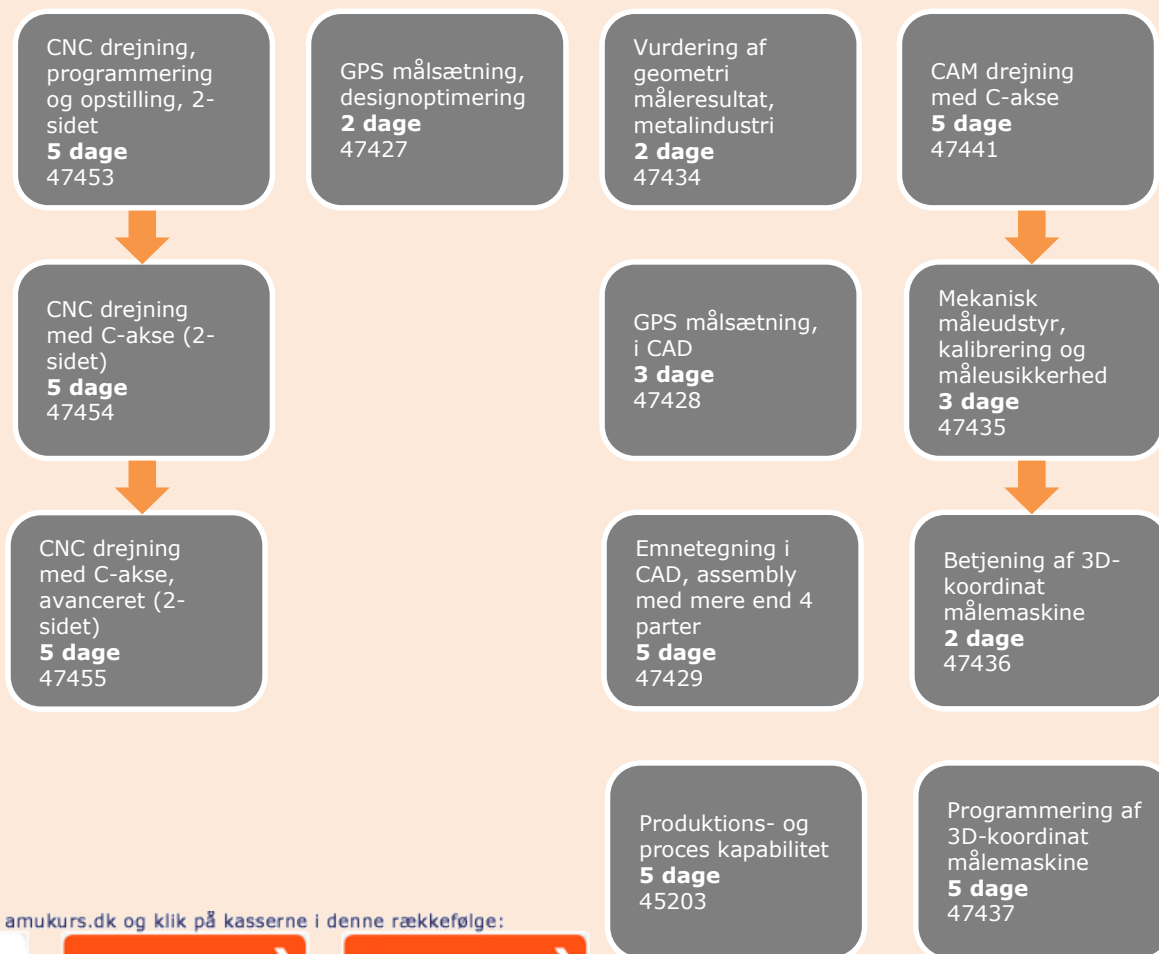 CNC drejning,
programmering
og opstilling, 2-
sidet
5 dage
47453
GPS målsætning,
designoptimering
2 dage
47427
Vurdering af
geometri
måleresultat,
metalindustri
2 dage
47434
CAM drejning
med C-akse
5 dage
47441
CNC drejning
med C-akse (2-
sidet)
5 dage
47454
GPS målsætning,
i CAD
3 dage
47428
Mekanisk
måleudstyr,
kalibrering og
måleusikkerhed
3 dage
47435
CNC drejning
med C-akse,
avanceret (2-
sidet)
5 dage
47455
Emnetegning i
CAD, assembly
med mere end 4
parter
5 dage
47429
Betjening af 3D-
koordinat
målemaskine
2 dage
47436
Produktions- og
proces kapabilitet
5 dage
45203
Programmering af
3D-koordinat
målemaskine
5 dage
47437
amukurs.dk og klik på kasserne i denne rækkefølge: